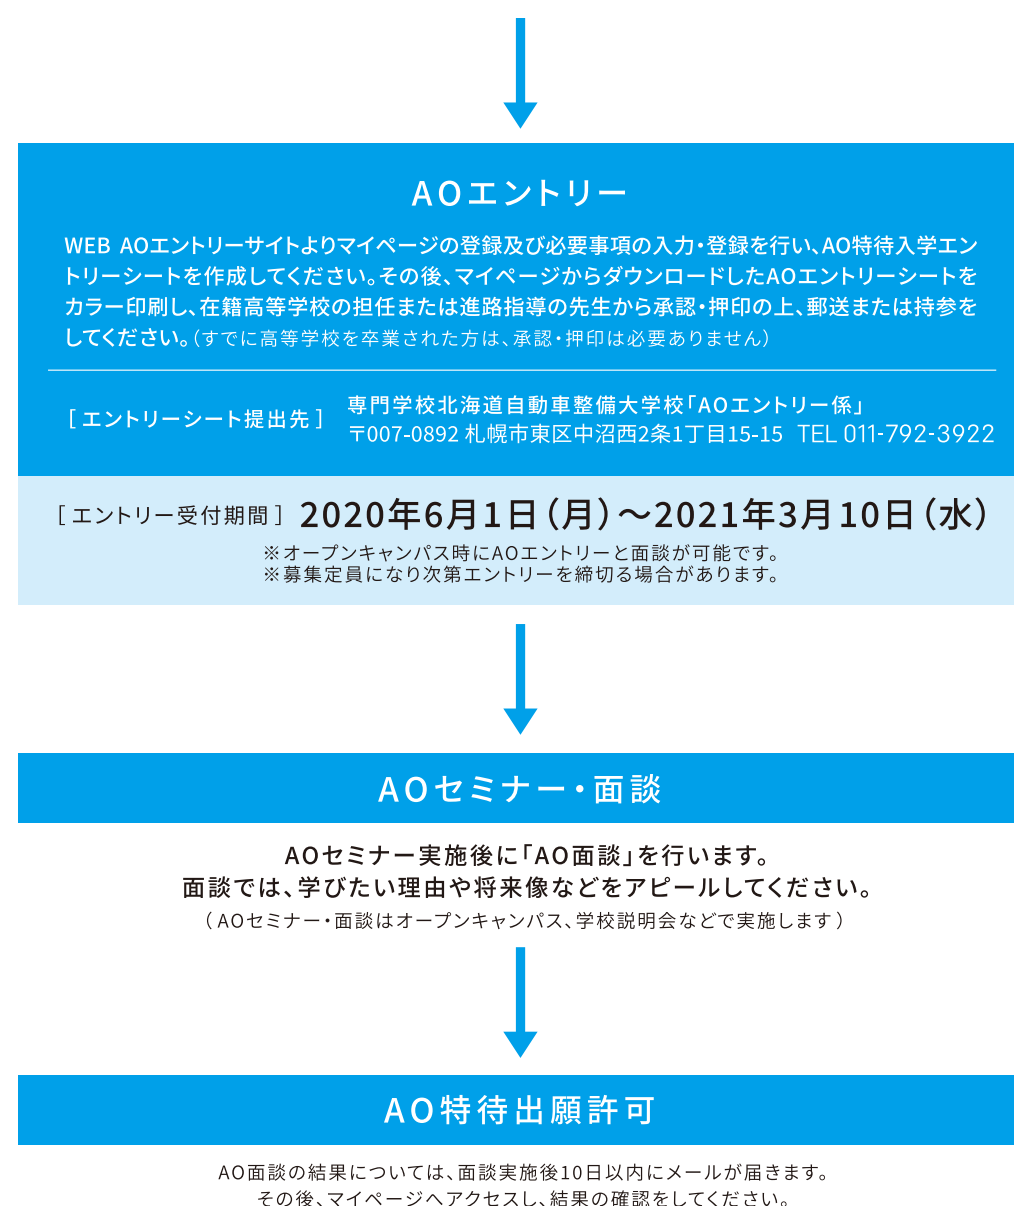 AOエントリー
WEB AOエントリーサイトよりマイページの登録及び必要事項の入力・登録を行い、AO特待入学エン
トリーシートを作成してください。その後、マイページからダウンロードしたAOエントリーシートを
カラー印刷し、在籍高等学校の担任または進路指導の先生から承認・押印の上、郵送または持参を
してください。（すでに高等学校を卒業された方は、承認・押印は必要ありません）
［エントリーシート提出先］
専門学校北海道自動車整備大学校「AOエントリー係」
〒007-0892 札幌市東区中沼西2条1丁目15-15 TEL 011-792-3922
［エントリー受付期間］ 2020年6月1日（月）～2021年3月10日（水）
※オープンキャンパス時にAOエントリーと面談が可能です。
※募集定員になり次第エントリーを締切る場合があります。
AOセミナー・面談
AOセミナー実施後に「AO面談」を行います。
面談では、学びたい理由や将来像などをアピールしてください。
（AOセミナー・面談はオープンキャンパス、学校説明会などで実施します）
AO特待出願許可
AO面談の結果については、面談実施後10日以内にメールが届きます。
その後、マイページへアクセスし、結果の確認をしてください。